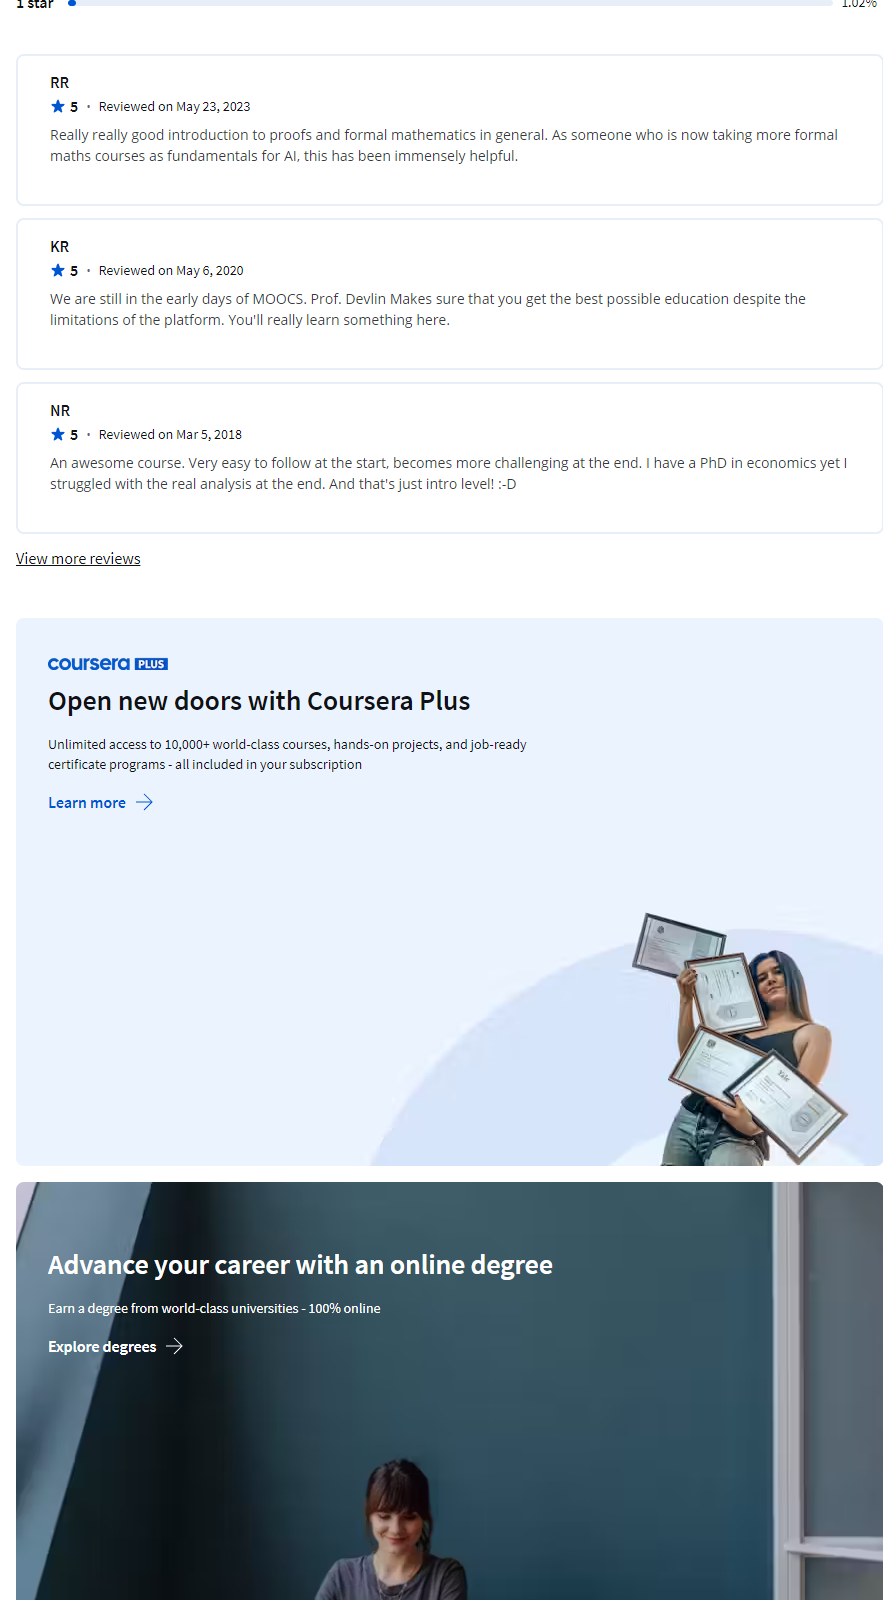 1 star 1.02%
RR
5 · Reviewed on May 23, 2023
Really really good introduction to proofs and formal mathematics in general. As someone who is now taking more formal
maths courses as fundamentals for AI, this has been immensely helpful.
KR
5 · Reviewed on May 6, 2020
We are still in the early days of MOOCS. Prof. Devlin Makes sure that you get the best possible education despite the
limitations of the platform. You'll really learn something here.
NR
5 · Reviewed on Mar 5, 2018
An awesome course. Very easy to follow at the start, becomes more challenging at the end. I have a PhD in economics yet I
struggled with the real analysis at the end. And that's just intro level! :-D
View more reviews
coursera PLUS
Open new doors with Coursera Plus
Unlimited access to 10,000+ world-class courses, hands-on projects, and job-ready
certificate programs - all included in your subscription
Learn more
Yale
Advance your career with an online degree
Earn a degree from world-class universities - 100% online
Explore degrees